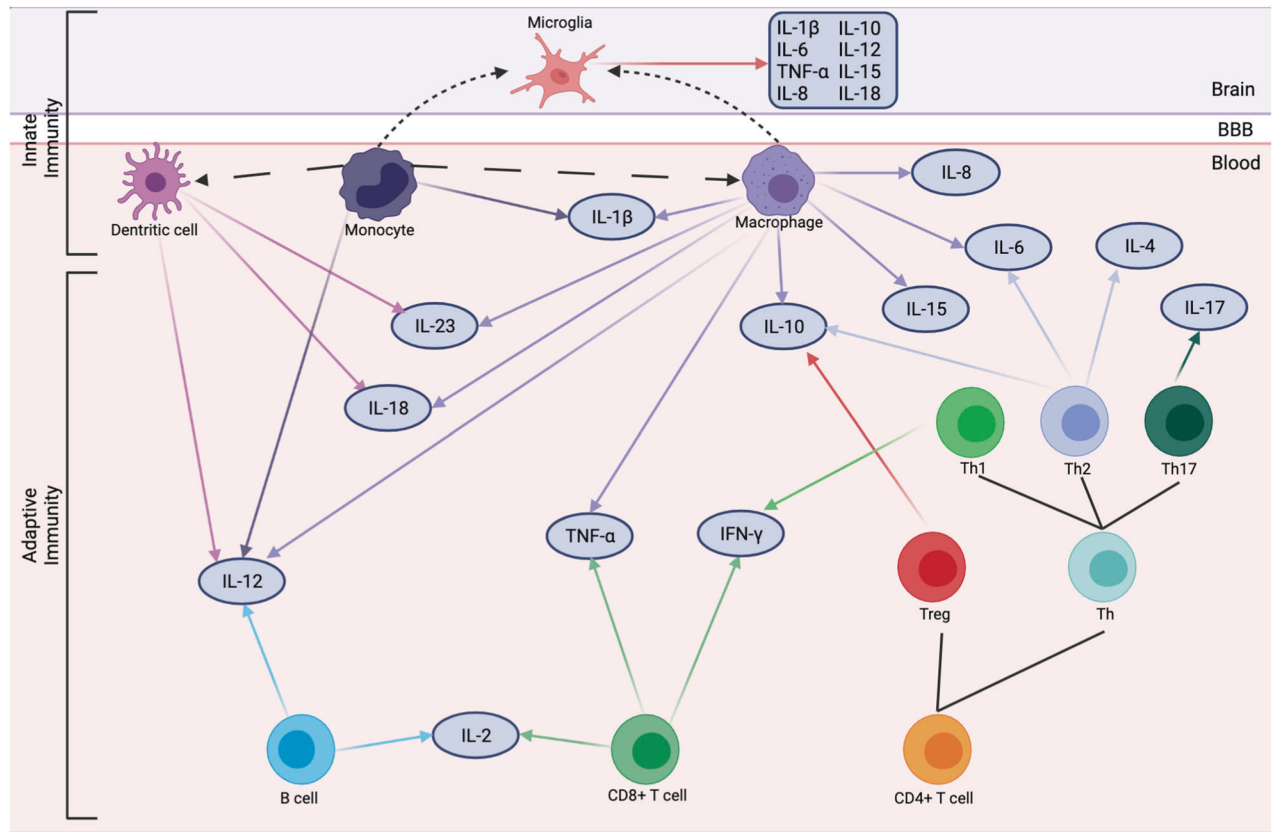 Microglia
IL-1β IL-10
IL-6 IL-12
TNF-α IL-15
IL-8 IL-18
Brain
BBB
Blood
Innate
Immunity
Dentritic cell
Monocyte
Macrophage
IL-8
IL-1β
IL-6
IL-4
IL-23
IL-10
IL-15
IL-17
IL-18
Th1
Th2
Th17
Adaptive
Immunity
TNF-α
IFN-γ
IL-12
Treg
Th
IL-2
B cell
CD8+ T cell
CD4+ T cell